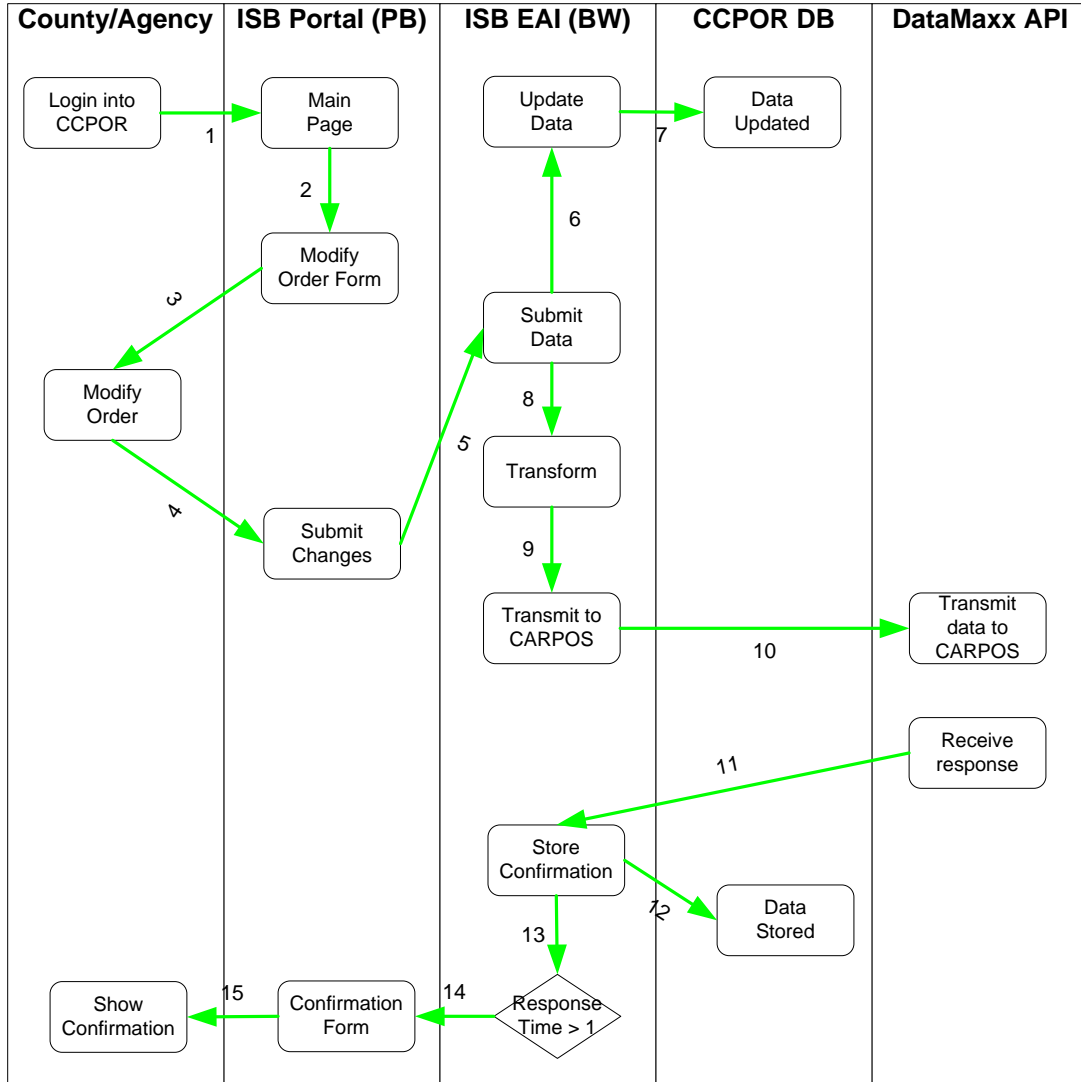 County/Agency
ISB Portal (PB)
ISB EAI (BW)
CCPOR DB
DataMaxx API
Login into
CCPOR
1
Main
Page
Update
Data
7
Data
Updated
2
6
Modify
Order Form
3
Submit
Data
Modify
Order
8
4
5
Transform
Submit
Changes
9
Transmit to
CARPOS
10
Transmit
data to
CARPOS
Receive
response
11
Store
Confirmation
12
Data
Stored
13
Response
Time > 1
14
Confirmation
Form
15
Show
Confirmation